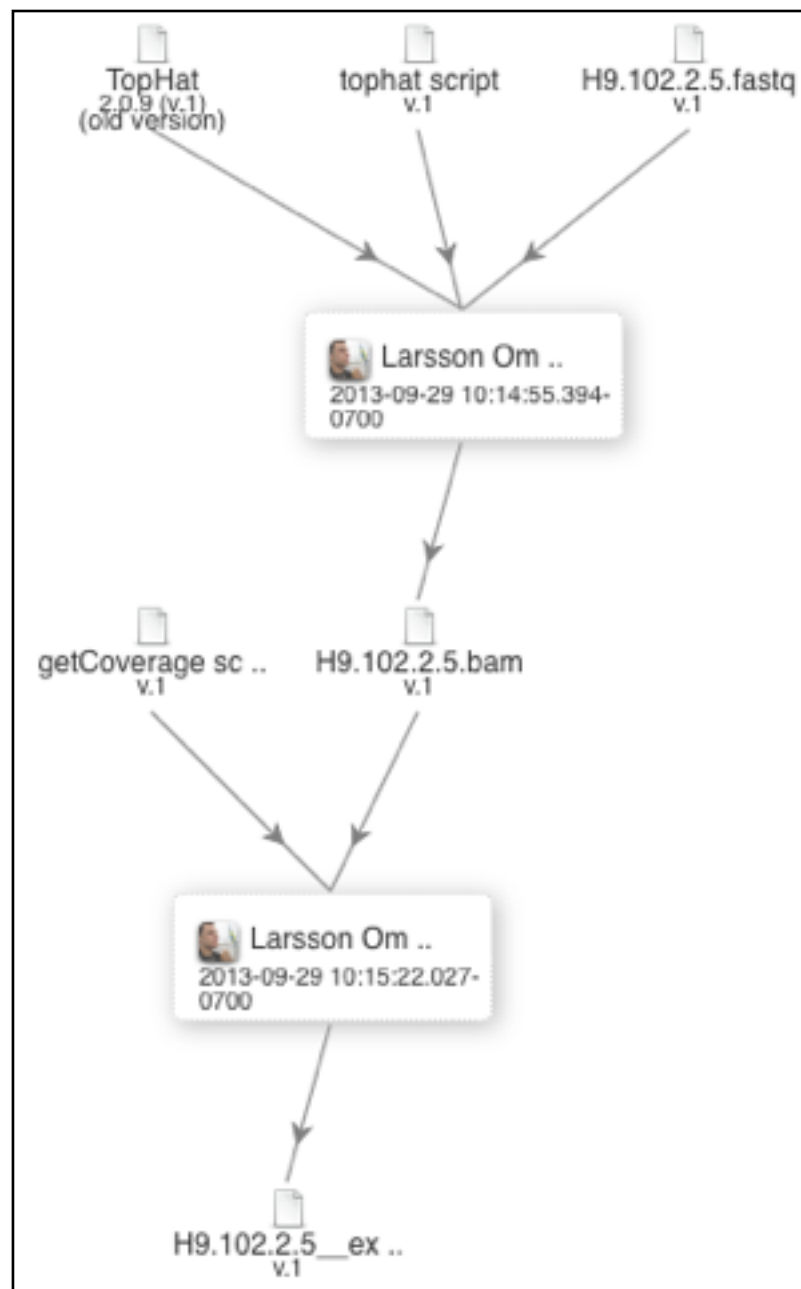 TopHat
2.0.9 (v.1)
(old version)
tophat script
v.1
H9.102.2.5.fastq
v.1
Larsson Om ..
2013-09-29 10:14:55.394-
0700
getCoverage sc ..
v.1
H9.102.2.5.bam
v.1
Larsson Om ..
2013-09-29 10:15:22.027-
0700
H9.102.2.5__ex ..
v.1